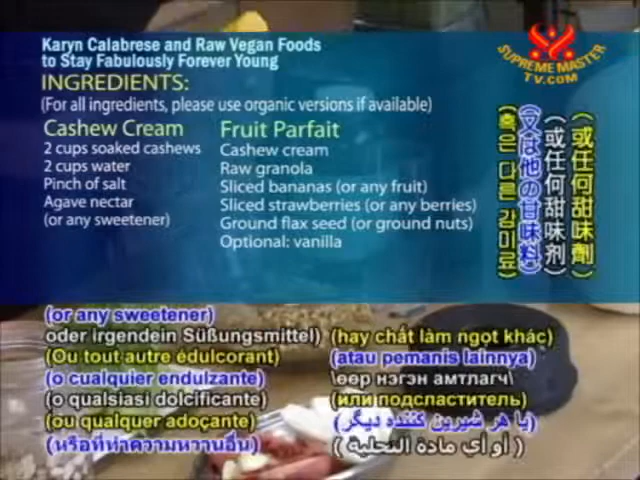 Karyn Calabrese and Raw Vegan Foods
to Stay Fabulously Forever Young
SUPREME MASTER
TV.COM
INGREDIENTS:
(For all ingredients, please use organic versions if available)
Cashew Cream
2 cups soaked cashews
2 cups water
Pinch of salt
Agave nectar
(or any sweetener)
Fruit Parfait
Cashew cream
Raw granola
Sliced bananas (or any fruit)
Sliced strawberries (or any berries)
Ground flax seed (or ground nuts)
Optional: vanilla
(或任何甜味劑)
(或任何甜味剂)
(又は他の甘味料)
(혹은 다른 감미료)
(or any sweetener)
oder irgendein Süßungsmittel)
(Ou tout autre édulcorant)
(o cualquier endulzante)
(o qualsiasi dolcificante)
(ou qualquer adoçante)
(หรือที่ทำความหวานอื่น)
(hay chất làm ngọt khác)
(atau pemanis lainnya)
\өөр нэгэн амтлагч\
(или подсластитель)
(یا هر شیرین کننده دیگر)
( أو أي مادة التحلية )